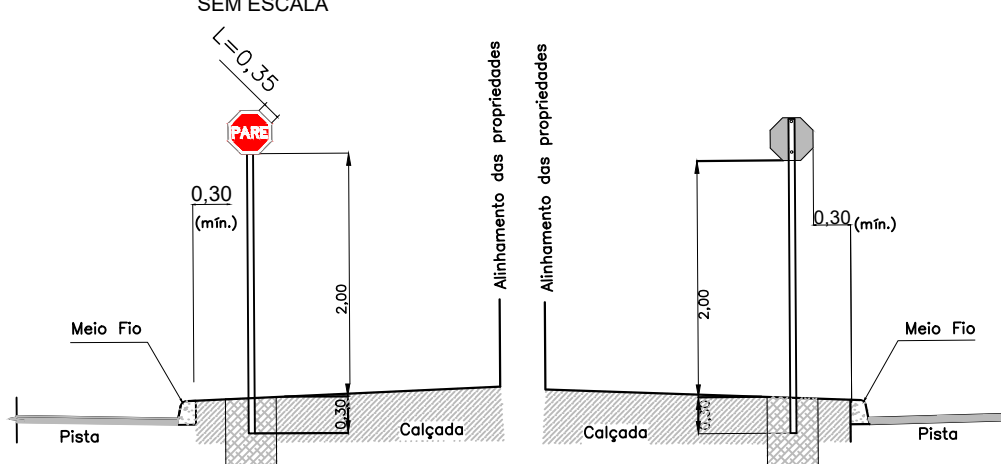 SEM ESCALA
L=0,35
PARE
0,30
(mín.)
2,00
0,30
Meio Fio
Pista
Calçada
Alinhamento das propriedades
Alinhamento das propriedades
2,00
0,30
0,30 (mín.)
Meio Fio
Calçada
Pista